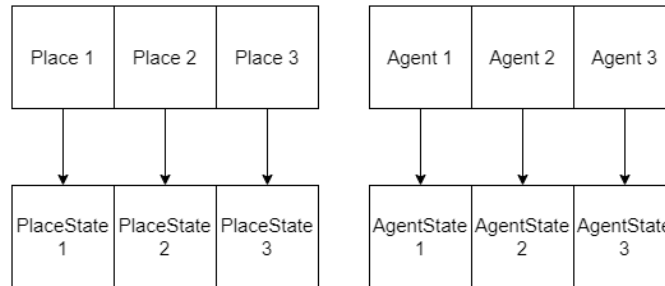 Place 1
Place 2
Place 3
Agent 1
Agent 2
Agent 3
PlaceState
1
PlaceState
2
PlaceState
3
AgentState
1
AgentState
2
AgentState
3